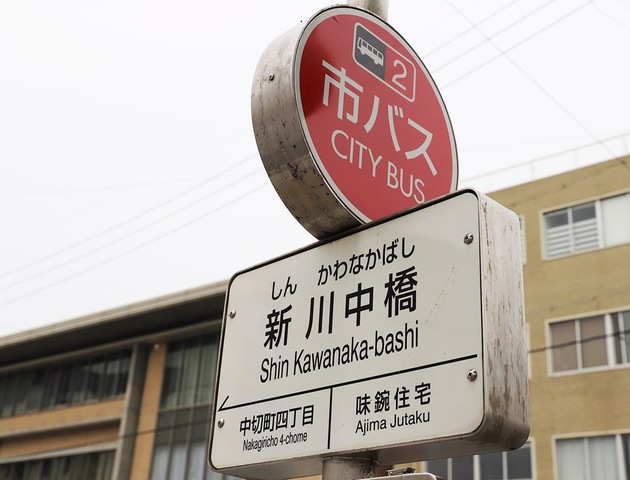 2
市バス
CITY BUS
しん かわなかばし
新川中橋
Shin Kawanaka-bashi
中切町四丁目
Nakagiricho 4-chome
味鋺住宅
Ajima Jutaku